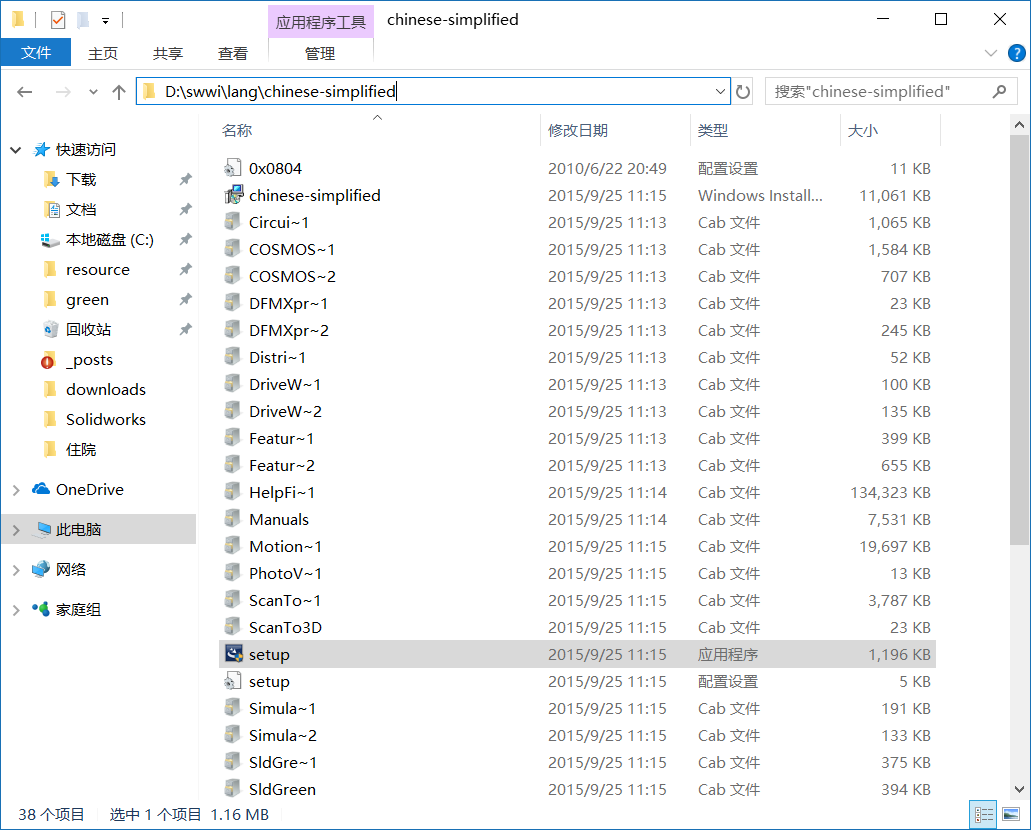 应用程序工具 chinese-simplified
文件 主页 共享 查看 管理
D:\swwi\lang\chinese-simplified 搜索"chinese-simplified"
名称 修改日期 类型 大小
快速访问
下载
文档
本地磁盘 (C:)
resource
green
回收站
_posts
downloads
Solidworks
住院
OneDrive
此电脑
网络
家庭组
0x0804 2010/6/22 20:49 配置设置 11 KB
chinese-simplified 2015/9/25 11:15 Windows Install... 11,061 KB
Circui~1 2015/9/25 11:13 Cab 文件 1,065 KB
COSMOS~1 2015/9/25 11:13 Cab 文件 1,584 KB
COSMOS~2 2015/9/25 11:13 Cab 文件 707 KB
DFMXpr~1 2015/9/25 11:13 Cab 文件 23 KB
DFMXpr~2 2015/9/25 11:13 Cab 文件 245 KB
Distri~1 2015/9/25 11:13 Cab 文件 52 KB
DriveW~1 2015/9/25 11:13 Cab 文件 100 KB
DriveW~2 2015/9/25 11:13 Cab 文件 135 KB
Featur~1 2015/9/25 11:13 Cab 文件 399 KB
Featur~2 2015/9/25 11:13 Cab 文件 655 KB
HelpFi~1 2015/9/25 11:14 Cab 文件 134,323 KB
Manuals 2015/9/25 11:14 Cab 文件 7,531 KB
Motion~1 2015/9/25 11:15 Cab 文件 19,697 KB
PhotoV~1 2015/9/25 11:15 Cab 文件 13 KB
ScanTo~1 2015/9/25 11:15 Cab 文件 3,787 KB
ScanTo3D 2015/9/25 11:15 Cab 文件 23 KB
setup 2015/9/25 11:15 应用程序 1,196 KB
setup 2015/9/25 11:15 配置设置 5 KB
Simula~1 2015/9/25 11:15 Cab 文件 191 KB
Simula~2 2015/9/25 11:15 Cab 文件 133 KB
SldGre~1 2015/9/25 11:15 Cab 文件 375 KB
SldGreen 2015/9/25 11:15 Cab 文件 394 KB
38 个项目 选中 1 个项目 1.16 MB